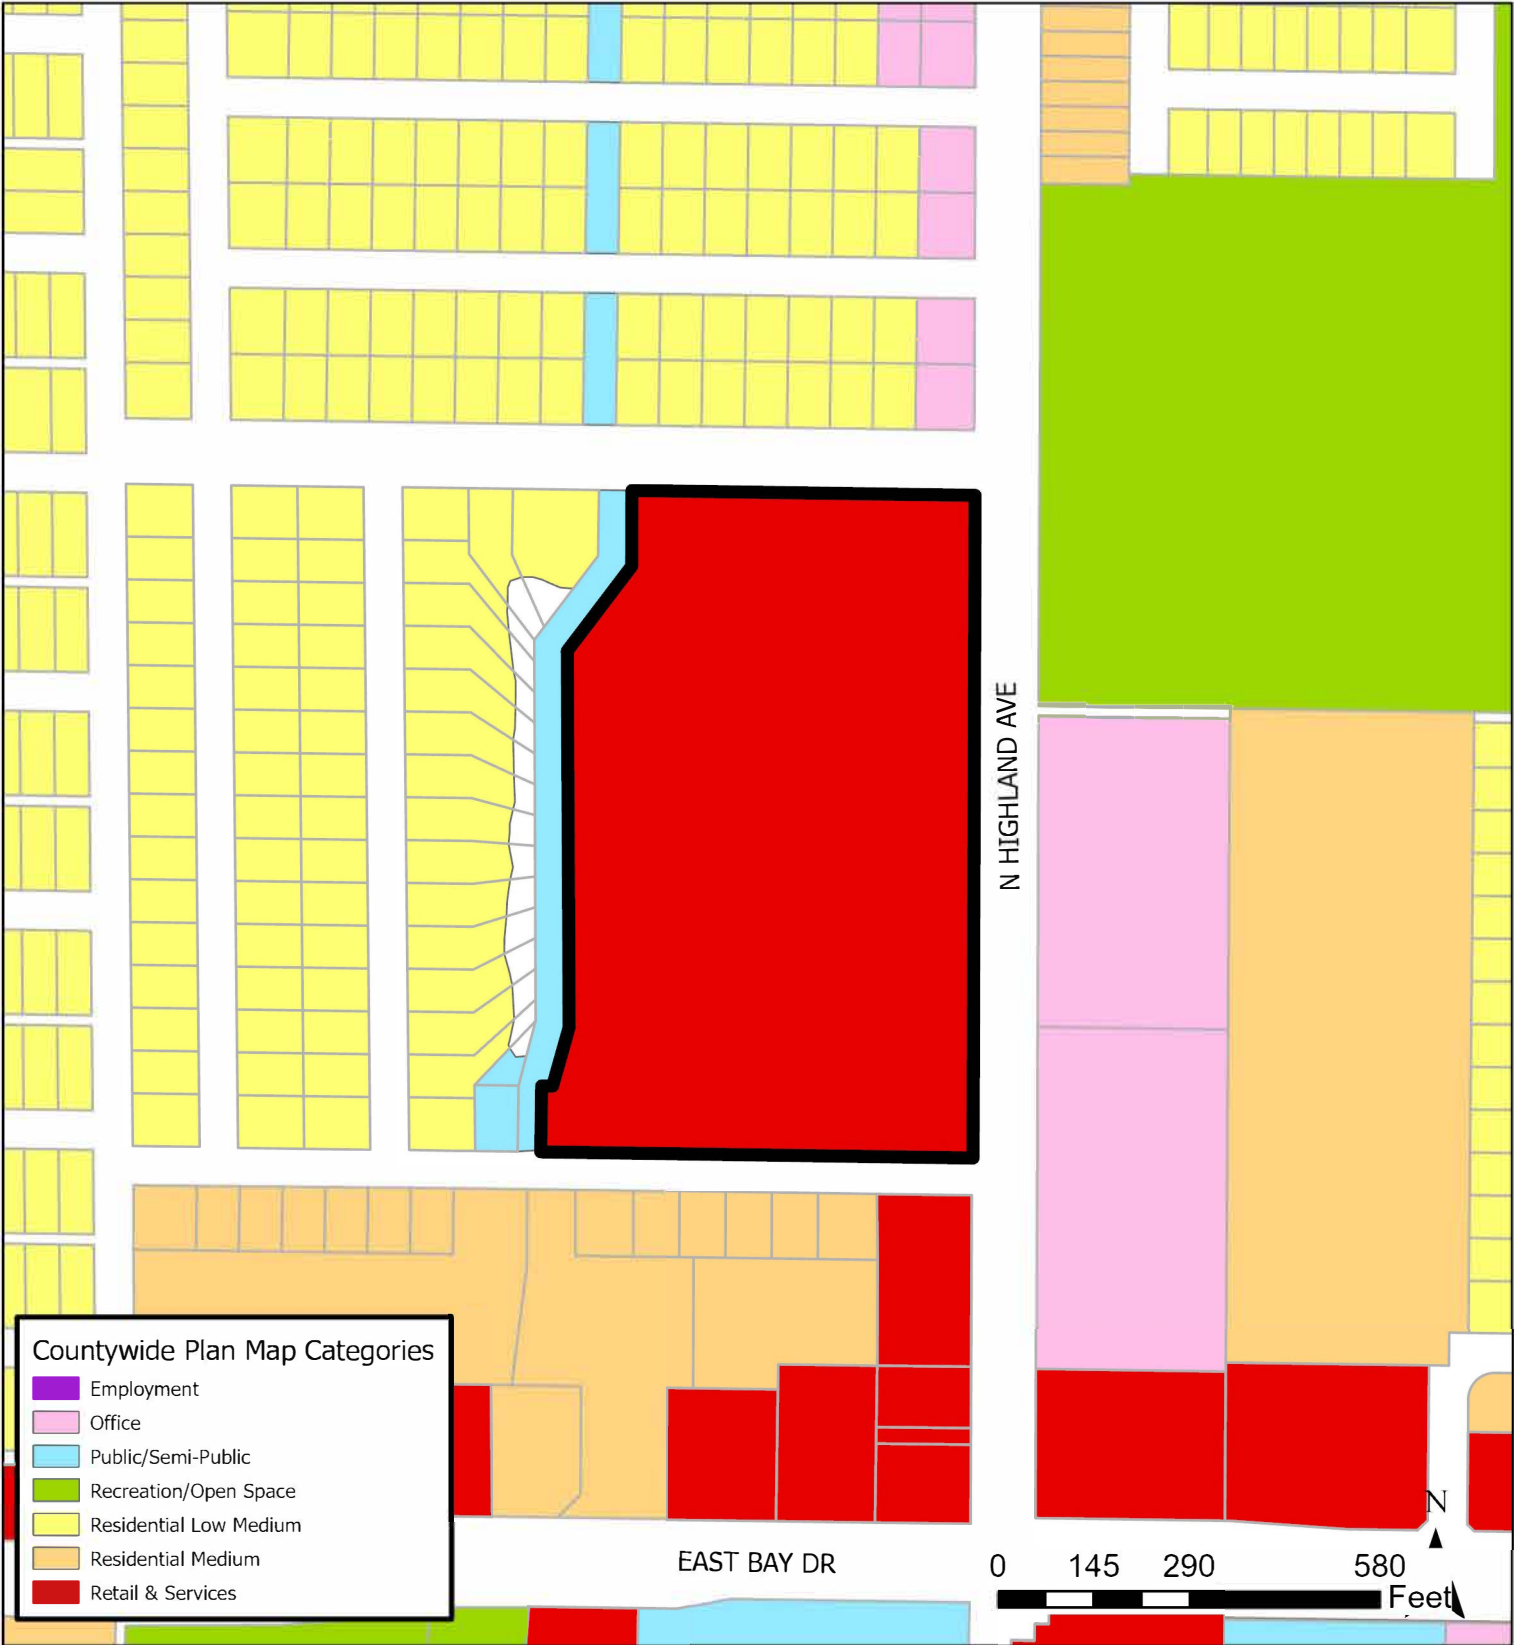 N HIGHLAND AVE
Countywide Plan Map Categories
Employment
Office
Public/Semi-Public
Recreation/Open Space
Residential Low Medium
Residential Medium
Retail & Services
EAST BAY DR
N
0 145 290 580
Feet